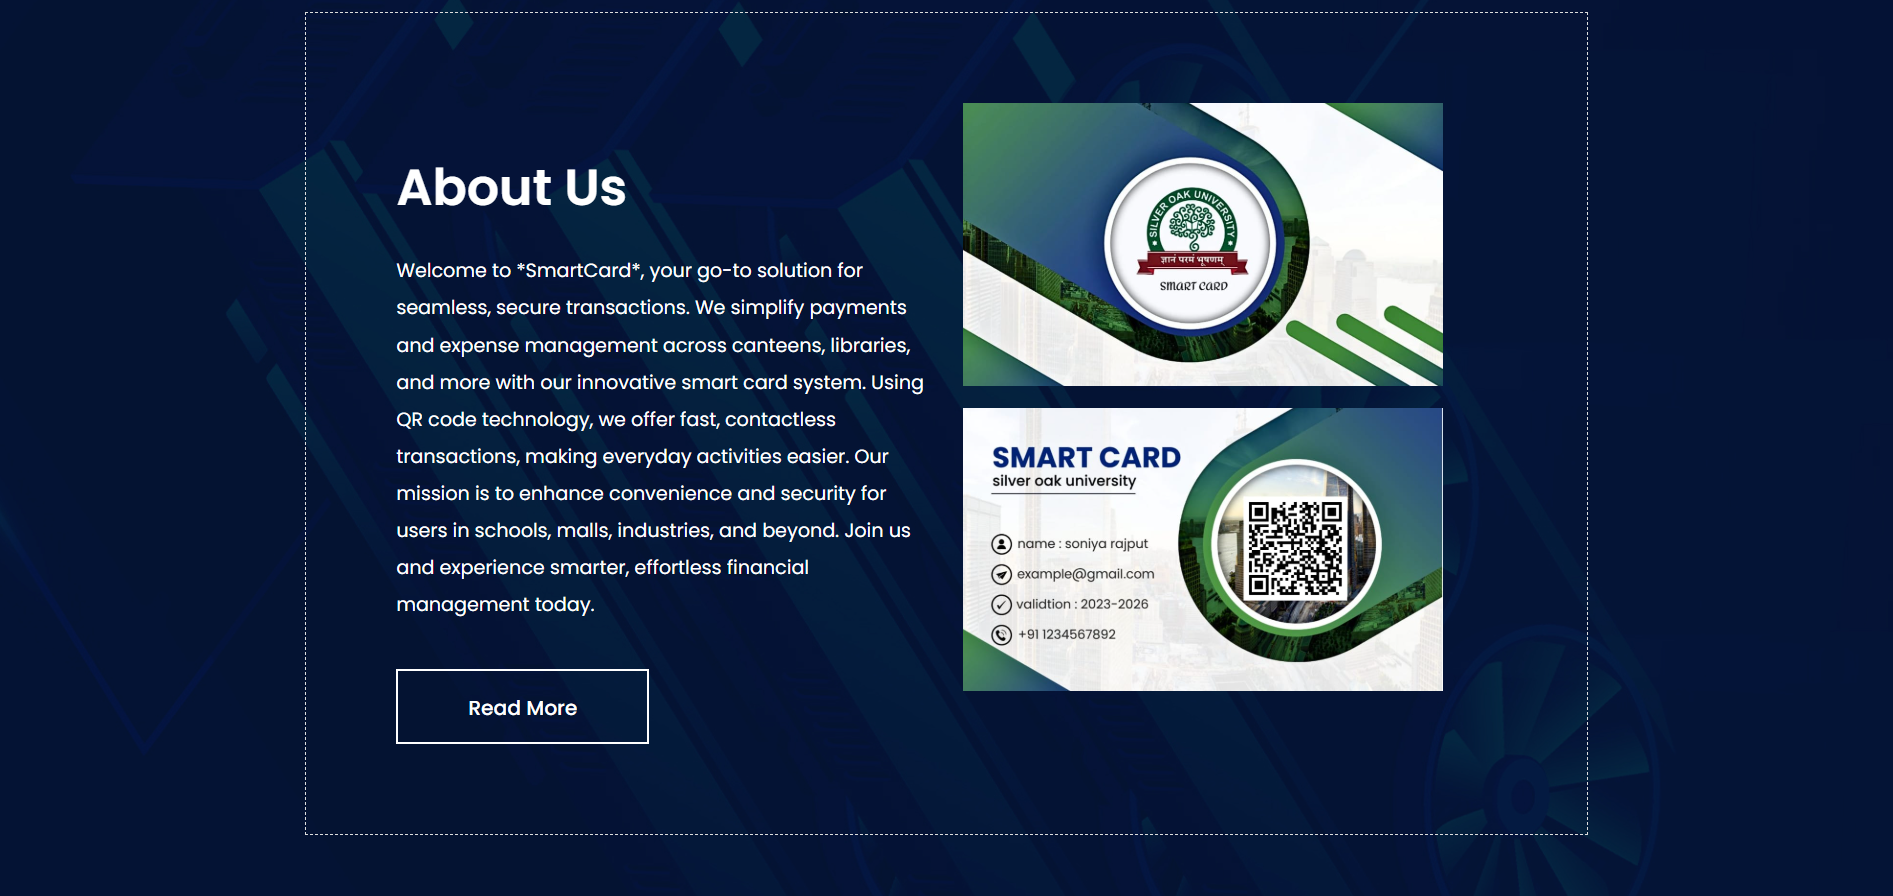 About Us
Welcome to *SmartCard*, your go-to solution for
seamless, secure transactions. We simplify payments
and expense management across canteens, libraries,
and more with our innovative smart card system. Using
QR code technology, we offer fast, contactless
transactions, making everyday activities easier. Our
mission is to enhance convenience and security for
users in schools, malls, industries, and beyond. Join us
and experience smarter, effortless financial
management today.
Read More
SILVER OAK UNIVERSITY
ज्ञानं परमं भूषणम्
SMART CARD
SMART CARD
silver oak university
name : soniya rajput
example@gmail.com
validtion : 2023-2026
+91 1234567892